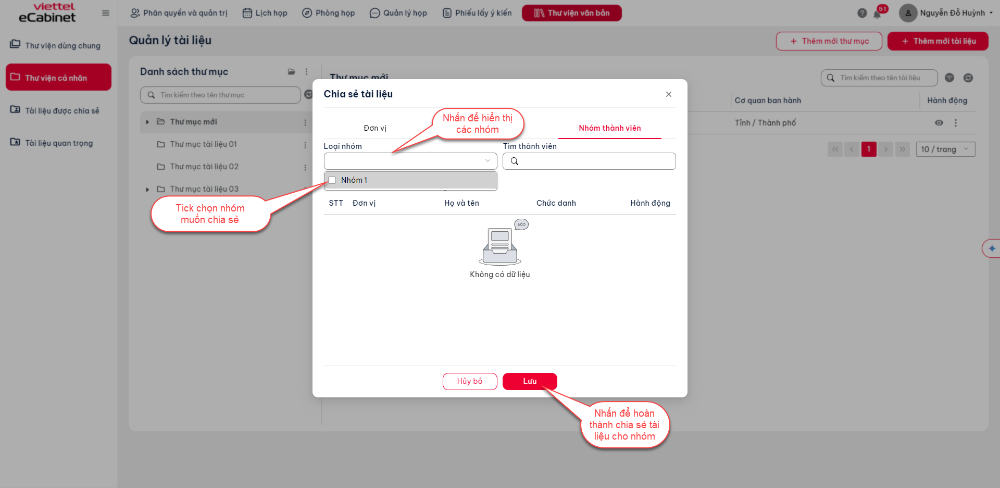 viettel
eCabinet
Phân quyền và quản trị
Lịch họp
Phòng họp
Quản lý họp
Phiếu lấy ý kiến
Thư viện văn bản
51
Nguyễn Đỗ Huỳnh
Thư viện dùng chung
Thư viện cá nhân
Tài liệu được chia sẻ
Tài liệu quan trọng
Quản lý tài liệu
+ Thêm mới thư mục
+ Thêm mới tài liệu
Danh sách thư mục
Tìm kiếm theo tên thư mục
Thư mục mới
Thư mục tài liệu 01
Thư mục tài liệu 02
Thư mục tài liệu 03
Thư mục mới
Tìm kiếm theo tên tài liệu
Cơ quan ban hành
Hành động
Tỉnh / Thành phố
1
10 / trang
Chia sẻ tài liệu
Đơn vị
Nhóm thành viên
Nhấn để hiển thị
các nhóm
Loại nhóm
Tìm thành viên
Nhóm 1
Tick chọn nhóm
muốn chia sẻ
STT
Đơn vị
Họ và tên
Chức danh
Hành động
Không có dữ liệu
Hủy bỏ
Lưu
Nhấn để hoàn
thành chia sẻ tài
liệu cho nhóm